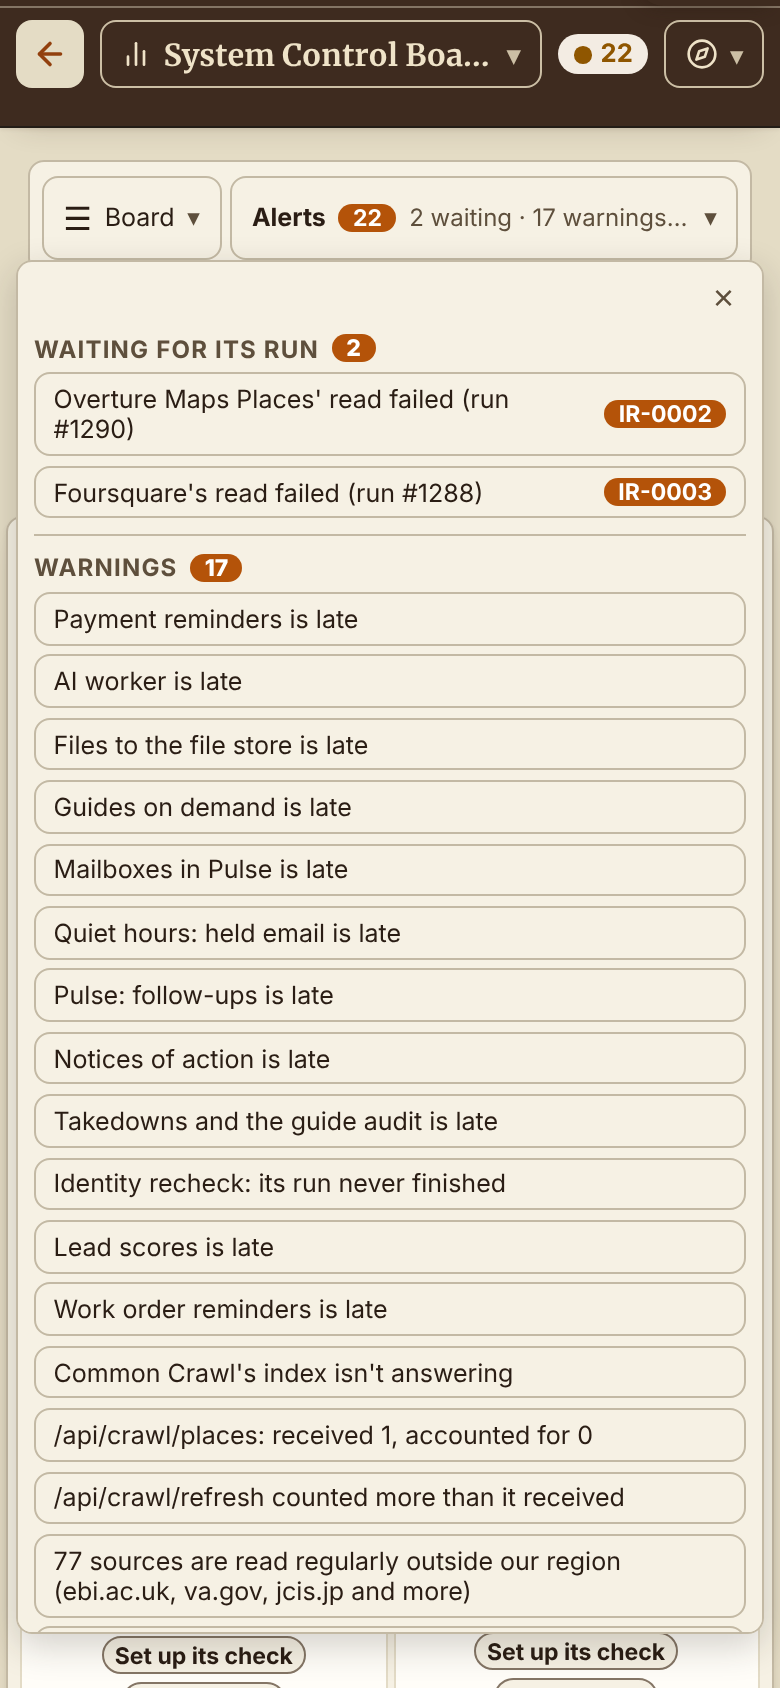 System Control Boa...
22
Board
Alerts 22 2 waiting · 17 warnings...
WAITING FOR ITS RUN 2
Overture Maps Places' read failed (run
#1290)
IR-0002
Foursquare's read failed (run #1288)
IR-0003
WARNINGS 17
Payment reminders is late
AI worker is late
Files to the file store is late
Guides on demand is late
Mailboxes in Pulse is late
Quiet hours: held email is late
Pulse: follow-ups is late
Notices of action is late
Takedowns and the guide audit is late
Identity recheck: its run never finished
Lead scores is late
Work order reminders is late
Common Crawl's index isn't answering
/api/crawl/places: received 1, accounted for 0
/api/crawl/refresh counted more than it received
77 sources are read regularly outside our region
(ebi.ac.uk, va.gov, jcis.jp and more)
Set up its check
Set up its check